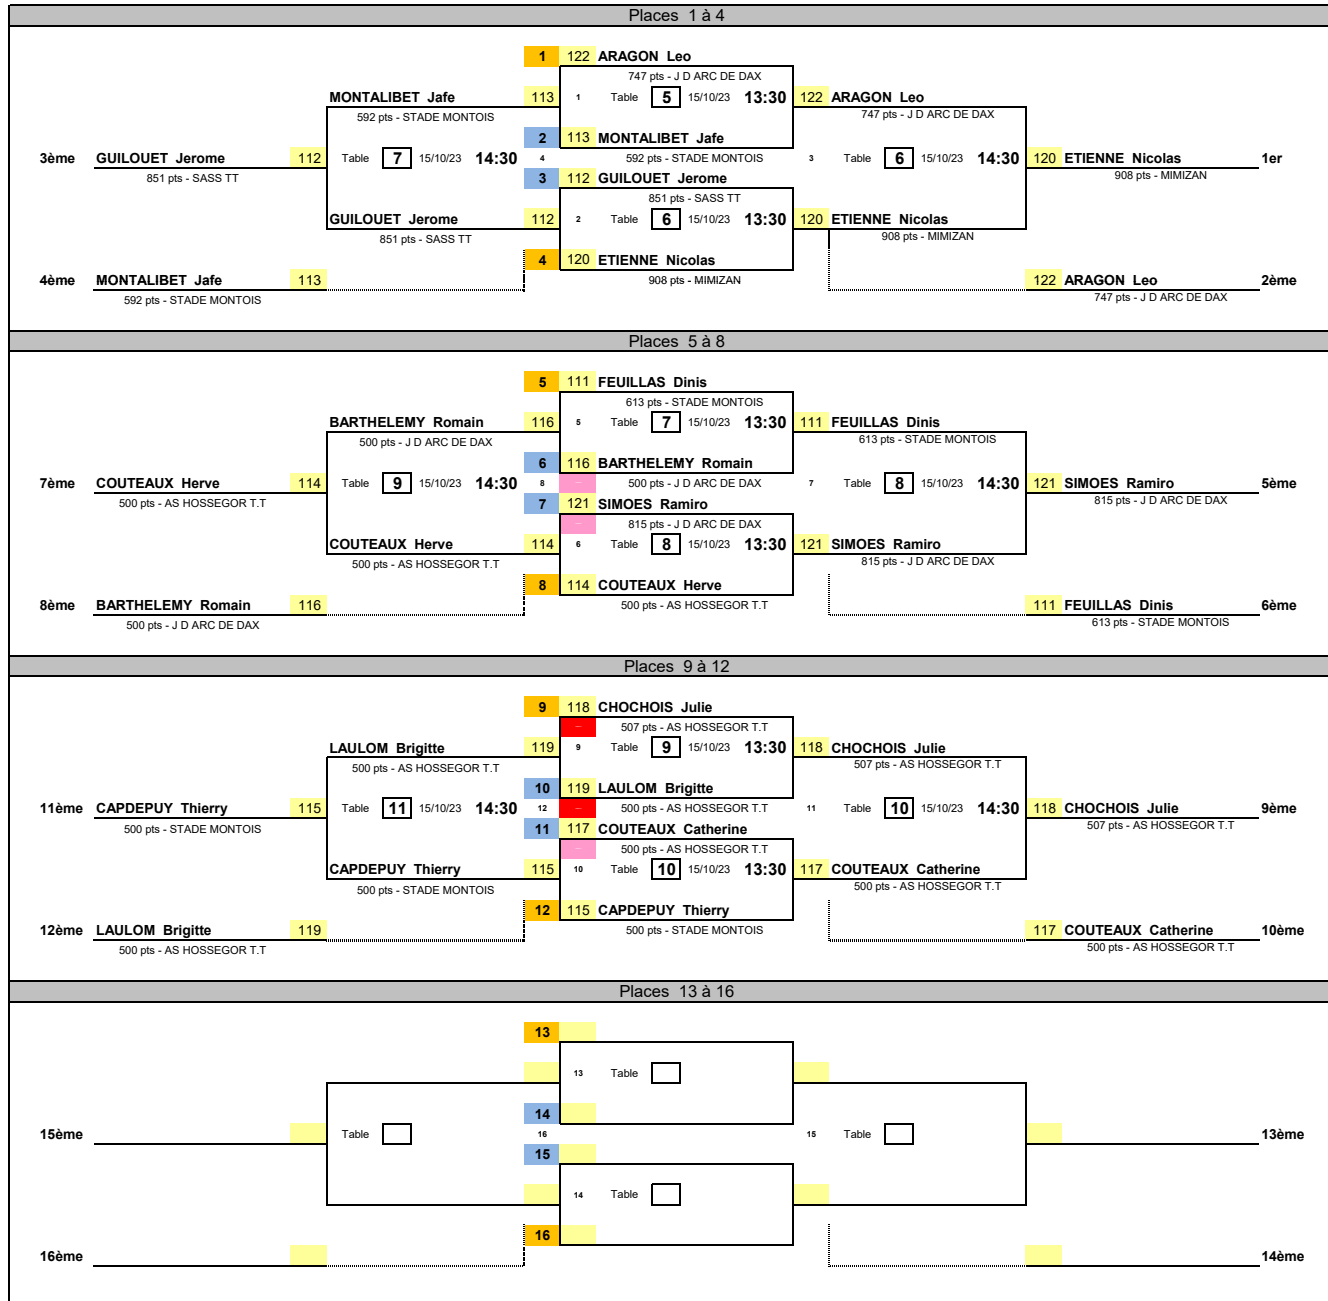 Places 1 à 4
1 122 ARAGON Leo
747 pts - J D ARC DE DAX
MONTALIBET Jafe 113 1 Table 5 15/10/23 13:30 122 ARAGON Leo
592 pts - STADE MONTOIS 747 pts - J D ARC DE DAX
2 113 MONTALIBET Jafe
3ème GUILOUET Jerome 112 Table 7 15/10/23 14:30 4 592 pts - STADE MONTOIS 3 Table 6 15/10/23 14:30 120 ETIENNE Nicolas 1er
851 pts - SASS TT 3 112 GUILOUET Jerome 908 pts - MIMIZAN
851 pts - SASS TT
GUILOUET Jerome 112 2 Table 6 15/10/23 13:30 120 ETIENNE Nicolas
851 pts - SASS TT 908 pts - MIMIZAN
4 120 ETIENNE Nicolas
4ème MONTALIBET Jafe 113 908 pts - MIMIZAN 122 ARAGON Leo 2ème
592 pts - STADE MONTOIS 747 pts - J D ARC DE DAX
Places 5 à 8
5 111 FEUILLAS Dinis
613 pts - STADE MONTOIS
BARTHELEMY Romain 116 5 Table 7 15/10/23 13:30 111 FEUILLAS Dinis
500 pts - J D ARC DE DAX 613 pts - STADE MONTOIS
6 116 BARTHELEMY Romain
7ème COUTEAUX Herve 114 Table 9 15/10/23 14:30 8 500 pts - J D ARC DE DAX 7 Table 8 15/10/23 14:30 121 SIMOES Ramiro 5ème
500 pts - AS HOSSEGOR T.T 7 121 SIMOES Ramiro 815 pts - J D ARC DE DAX
815 pts - J D ARC DE DAX
COUTEAUX Herve 114 6 Table 8 15/10/23 13:30 121 SIMOES Ramiro
500 pts - AS HOSSEGOR T.T 815 pts - J D ARC DE DAX
8 114 COUTEAUX Herve
8ème BARTHELEMY Romain 116 500 pts - AS HOSSEGOR T.T 111 FEUILLAS Dinis 6ème
500 pts - J D ARC DE DAX 613 pts - STADE MONTOIS
Places 9 à 12
9 118 CHOCHOIS Julie
507 pts - AS HOSSEGOR T.T
LAULOM Brigitte 119 9 Table 9 15/10/23 13:30 118 CHOCHOIS Julie
500 pts - AS HOSSEGOR T.T 507 pts - AS HOSSEGOR T.T
10 119 LAULOM Brigitte
11ème CAPDEPUY Thierry 115 Table 11 15/10/23 14:30 12 500 pts - AS HOSSEGOR T.T 11 Table 10 15/10/23 14:30 118 CHOCHOIS Julie 9ème
500 pts - STADE MONTOIS 11 117 COUTEAUX Catherine 507 pts - AS HOSSEGOR T.T
500 pts - AS HOSSEGOR T.T
CAPDEPUY Thierry 115 10 Table 10 15/10/23 13:30 117 COUTEAUX Catherine
500 pts - STADE MONTOIS 500 pts - AS HOSSEGOR T.T
12 115 CAPDEPUY Thierry
12ème LAULOM Brigitte 119 500 pts - STADE MONTOIS 117 COUTEAUX Catherine 10ème
500 pts - AS HOSSEGOR T.T 500 pts - AS HOSSEGOR T.T
Places 13 à 16
13
13 Table
14
15ème Table 16 15 Table 13ème
15
14 Table
16
16ème 14ème